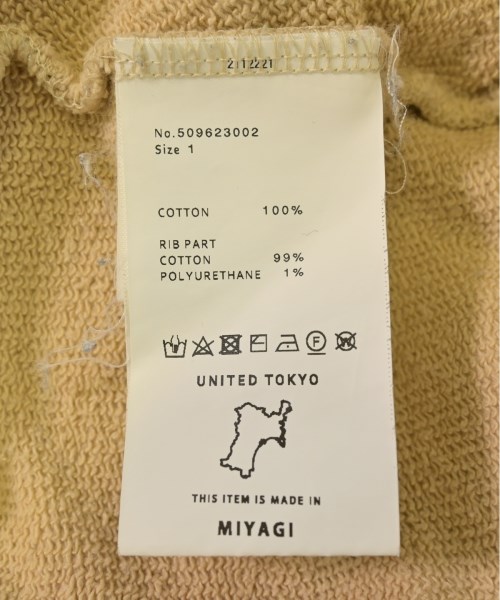 No.509623002
Size 1
COTTON 100%
RIB PART
COTTON 99%
POLYURETHANE 1%
F
W
UNITED TOKYO
THIS ITEM IS MADE IN
MIYAGI